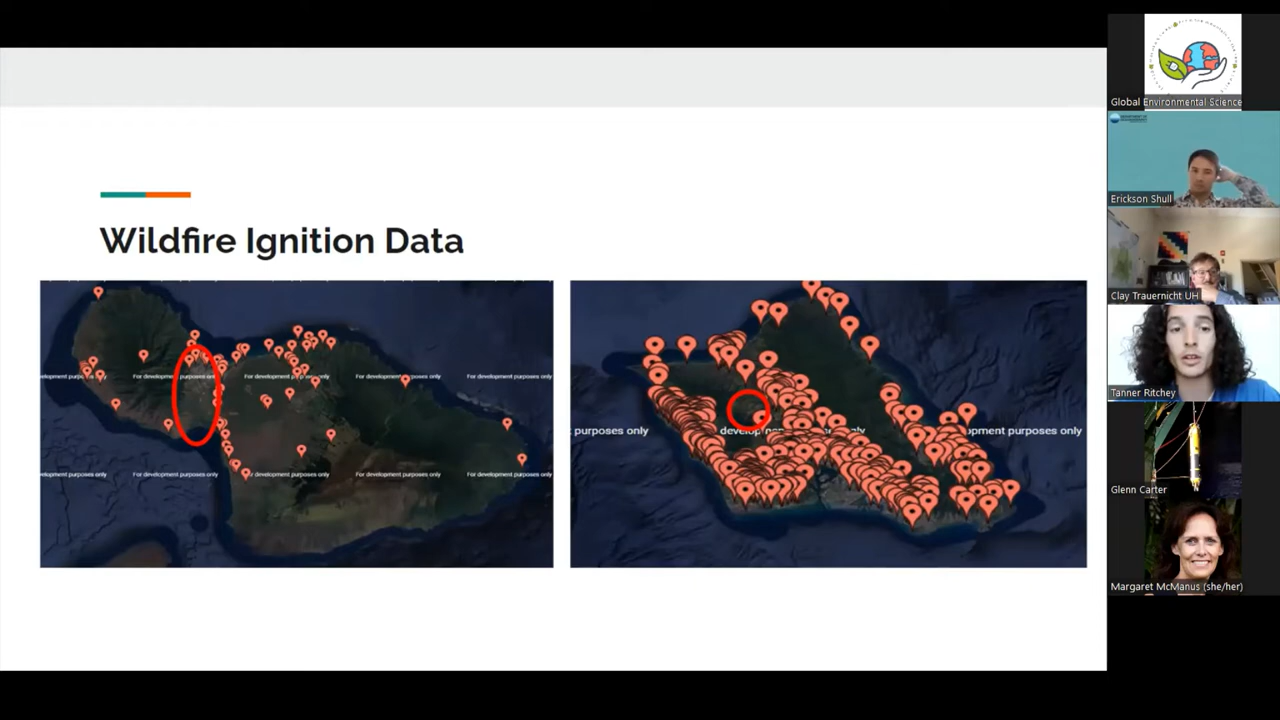 Wildfire Ignition Data
development purposes only
For development purposes only
For development purposes only
For development purposes only
For development purposes only
For development purposes only
For development purposes only
For development purposes only
For development purposes only
purposes only
purposes only
Global Environmental Science
Erickson Shull
Clay Trauernicht UH
Tanner Ritchey
Glenn Carter
Margaret McManus (she/her)